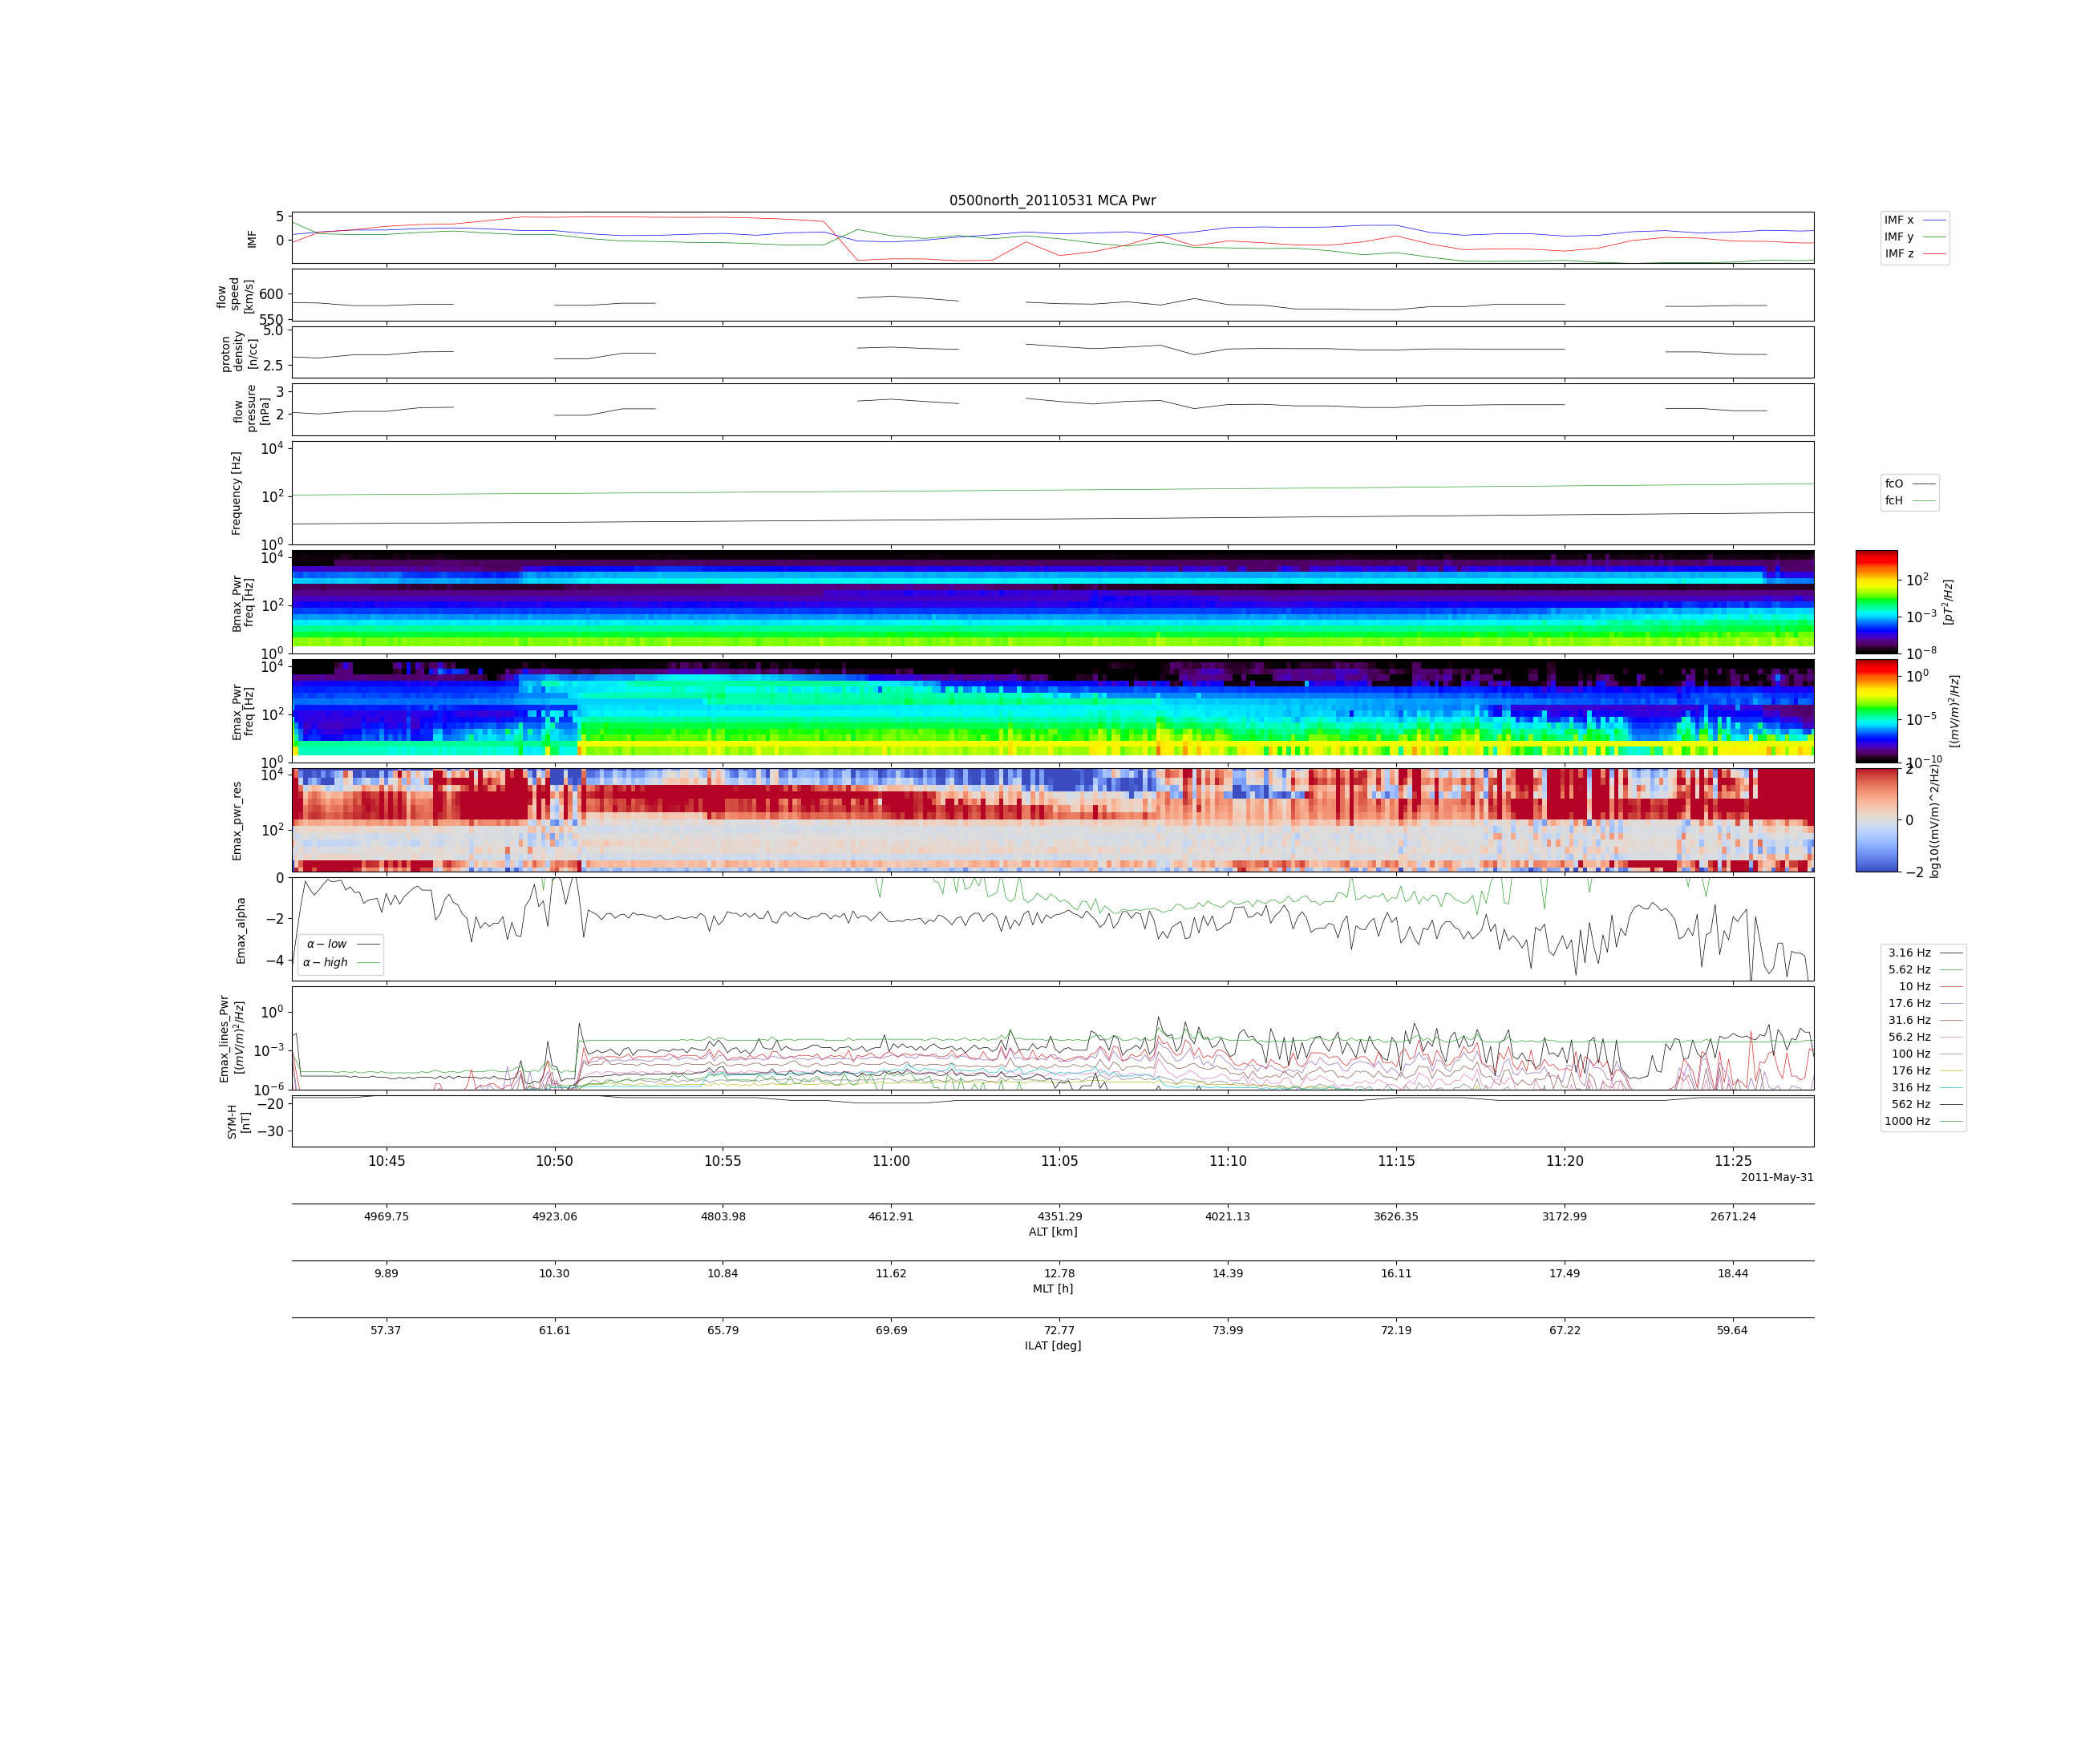 0500north_20110531 MCA Pwr
IMF
5
0
IMF x
IMF y
IMF z
flow
speed
[km/s]
600
550
proton
density
[n/cc]
5.0
2.5
flow
pressure
[nPa]
3
2
Frequency [Hz]
10^4
10^2
10^0
fcO
fcH
Bmax_Pwr
freq [Hz]
10^4
10^2
10^0
10^2
10^-3
10^-8
[pT^2/Hz]
Emax_Pwr
freq [Hz]
10^4
10^2
10^0
10^0
10^-5
10^-10
[(mV/m)^2/Hz]
Emax_pwr_res
10^4
10^2
2
0
−2
log10((mV/m)^2/Hz)
Emax_alpha
0
−2
−4
α − low
α − high
Emax_lines_Pwr
[(mV/m)^2/Hz]
10^0
10^-3
10^-6
3.16 Hz
5.62 Hz
10 Hz
17.6 Hz
31.6 Hz
56.2 Hz
100 Hz
176 Hz
316 Hz
562 Hz
1000 Hz
SYM-H
[nT]
−20
−30
10:45 10:50 10:55 11:00 11:05 11:10 11:15 11:20 11:25
2011-May-31
4969.75 4923.06 4803.98 4612.91 4351.29 4021.13 3626.35 3172.99 2671.24
ALT [km]
9.89 10.30 10.84 11.62 12.78 14.39 16.11 17.49 18.44
MLT [h]
57.37 61.61 65.79 69.69 72.77 73.99 72.19 67.22 59.64
ILAT [deg]